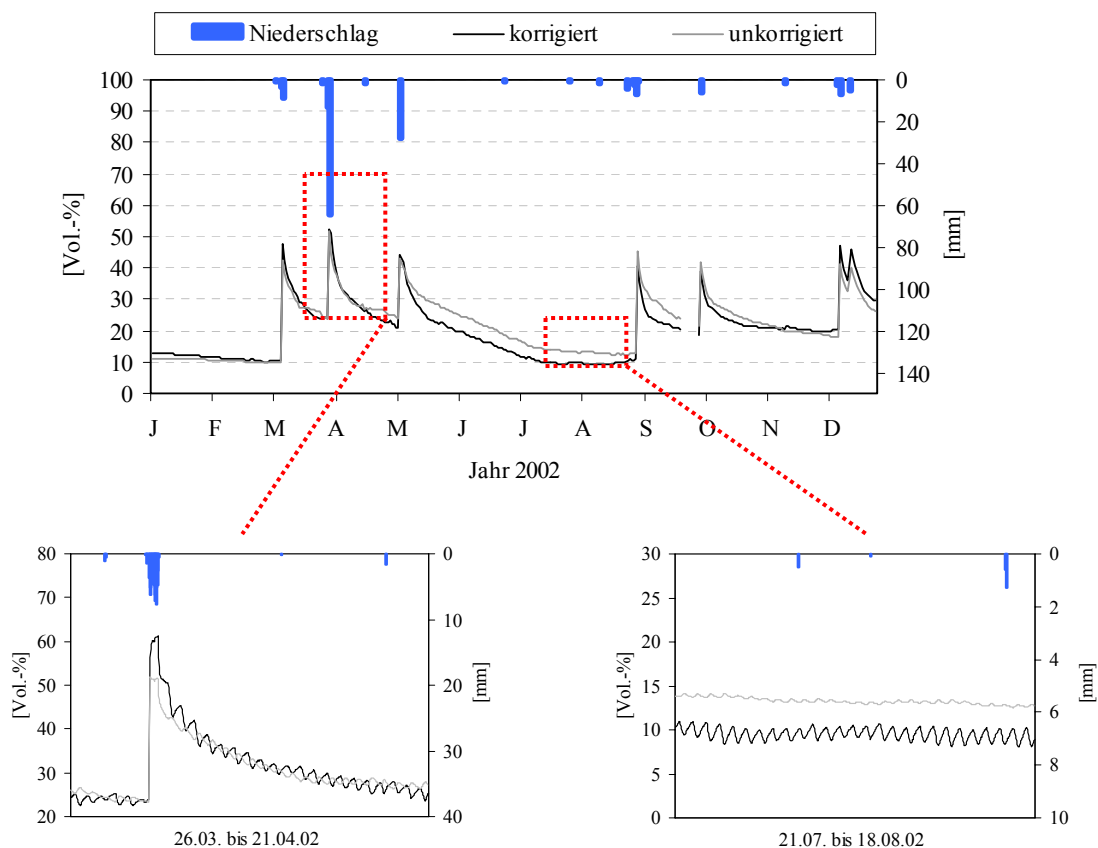 Niederschlag korrigiert unkorrigiert
100 0
90
80 20
70 40
60
50 60
40 80
30 100
20 120
10
0 140
[Vol.-%]
[mm]
J F M A M J J A S O N D
Jahr 2002
80 0
70 10
60
50 20
40 30
30
20 40
[Vol.-%]
[mm]
26.03. bis 21.04.02
30 0
25 2
20 4
15
10 6
5 8
0 10
[Vol.-%]
[mm]
21.07. bis 18.08.02